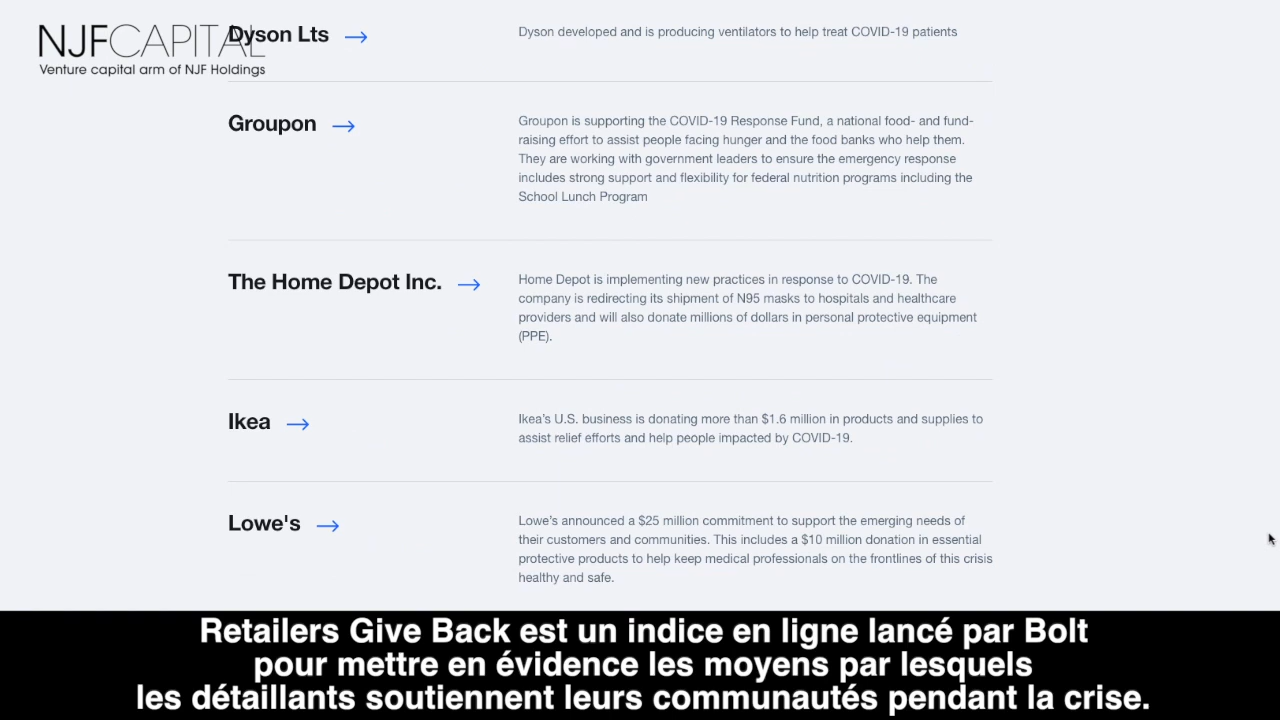 NJFCAPITAL
Venture capital arm of NJF Holdings
Dyson Lts →
Dyson developed and is producing ventilators to help treat COVID-19 patients
Groupon →
Groupon is supporting the COVID-19 Response Fund, a national food- and fund-
raising effort to assist people facing hunger and the food banks who help them.
They are working with government leaders to ensure the emergency response
includes strong support and flexibility for federal nutrition programs including the
School Lunch Program
The Home Depot Inc. →
Home Depot is implementing new practices in response to COVID-19. The
company is redirecting its shipment of N95 masks to hospitals and healthcare
providers and will also donate millions of dollars in personal protective equipment
(PPE).
Ikea →
Ikea’s U.S. business is donating more than $1.6 million in products and supplies to
assist relief efforts and help people impacted by COVID-19.
Lowe's →
Lowe’s announced a $25 million commitment to support the emerging needs of
their customers and communities. This includes a $10 million donation in essential
protective products to help keep medical professionals on the frontlines of this crisis
healthy and safe.
Retailers Give Back est un indice en ligne lancé par Bolt
pour mettre en évidence les moyens par lesquels
les détaillants soutiennent leurs communautés pendant la crise.